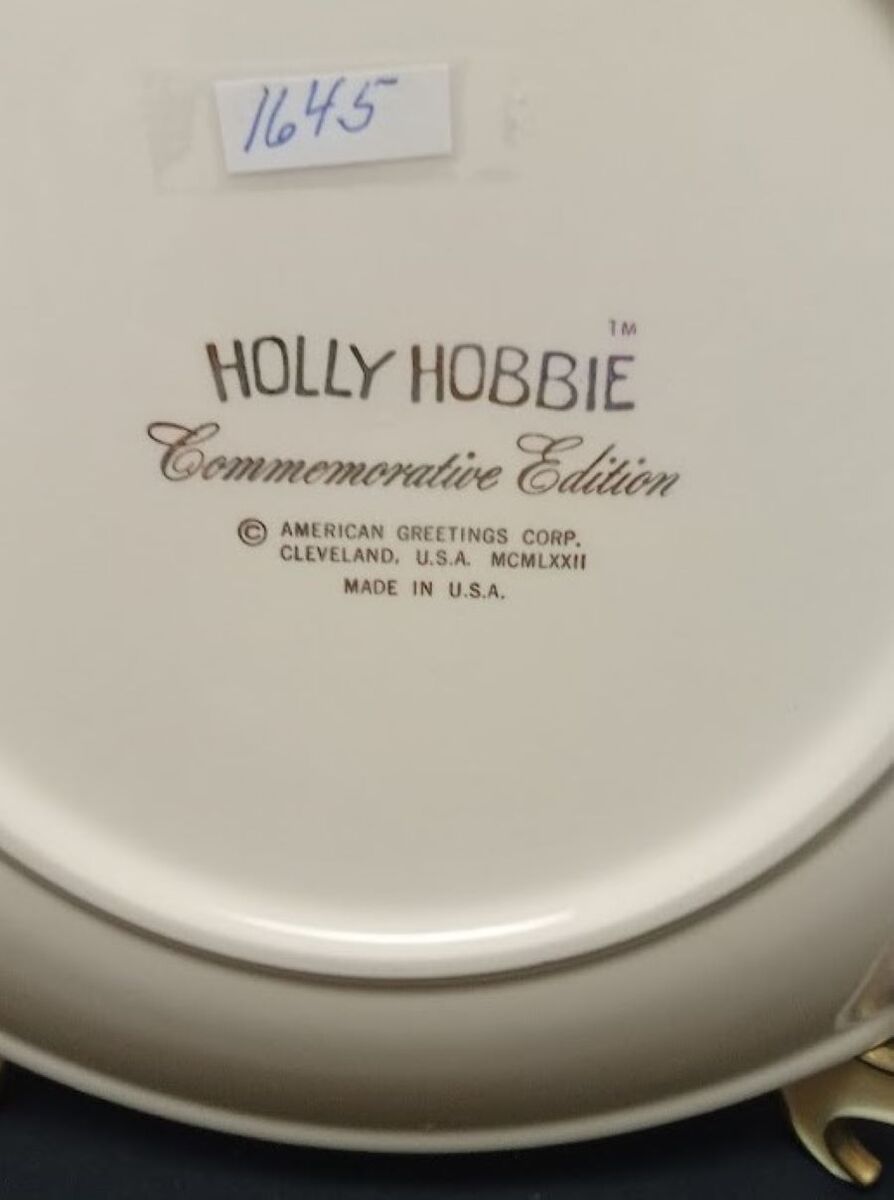 1645
HOLLY HOBBIE™
Commemorative Edition
© AMERICAN GREETINGS CORP.
CLEVELAND, U.S.A. MCMLXXII
MADE IN U.S.A.